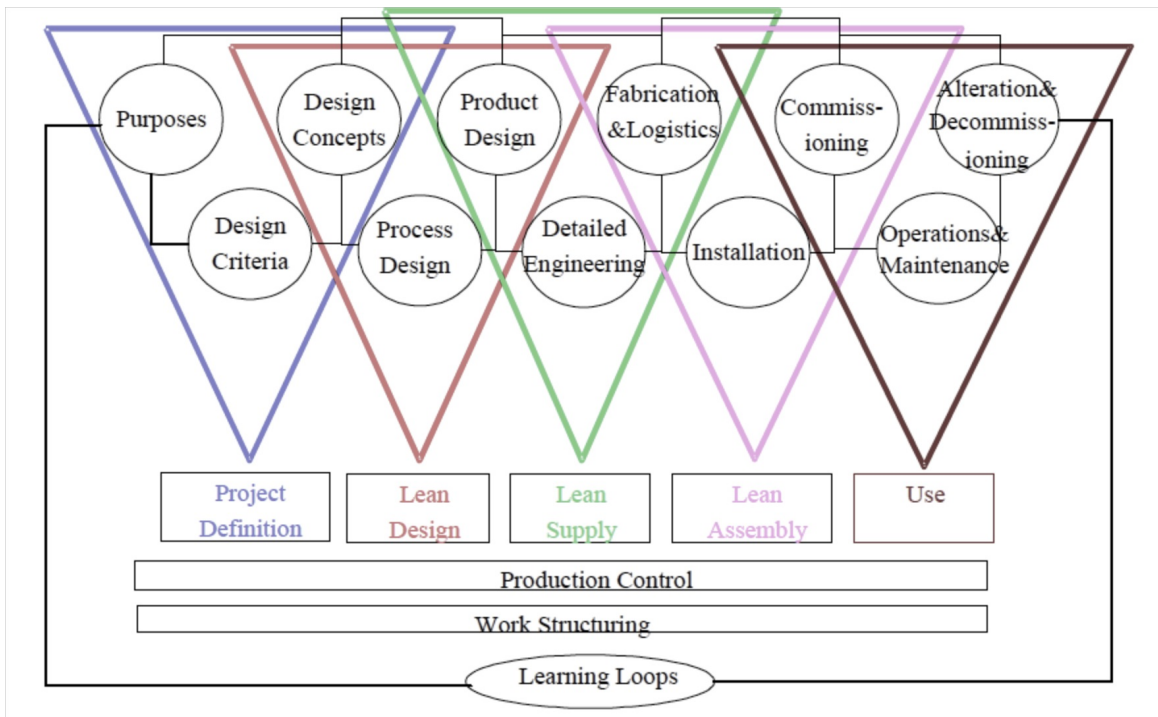 Purposes
Design
Concepts
Product
Design
Fabrication
&Logistics
Commiss-
ioning
Alteration&
Decommiss-
ioning
Design
Criteria
Process
Design
Detailed
Engineering
Installation
Operations&
Maintenance
Project
Definition
Lean
Design
Lean
Supply
Lean
Assembly
Use
Production Control
Work Structuring
Learning Loops